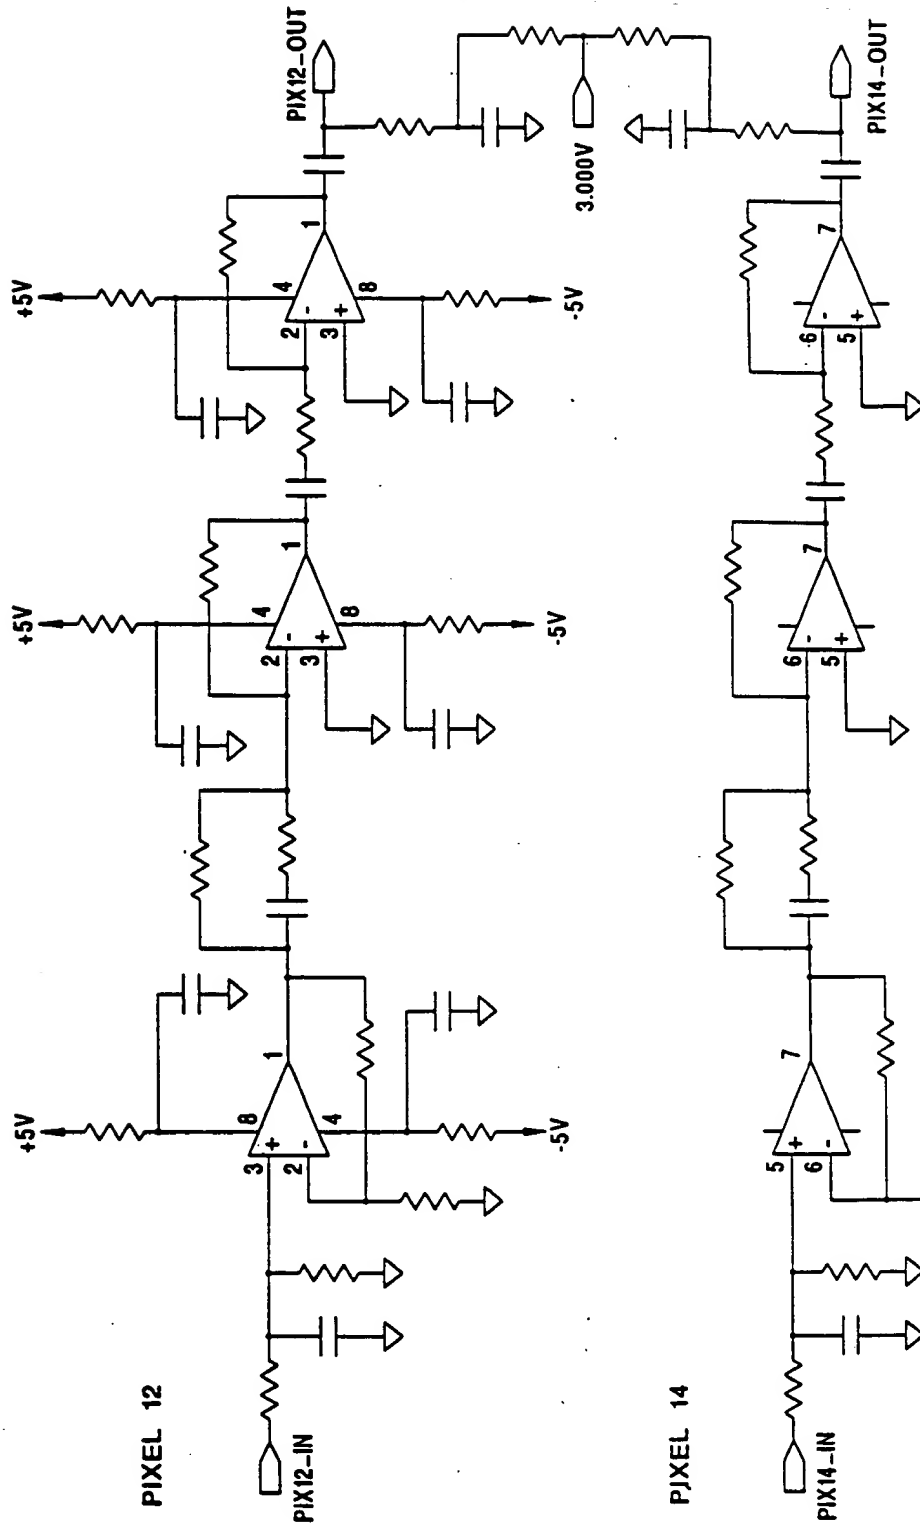 PIXEL 12
PIX12-IN
+5V
3
+
2
-
8
4
1
-5V
+5V
2
-
3
+
4
8
1
-5V
+5V
2
-
3
+
4
8
1
-5V
PIX12-OUT
3.000V
PJXEL 14
PIX14-IN
5
+
6
-
7
6
-
5
+
7
6
-
5
+
7
PIX14-OUT